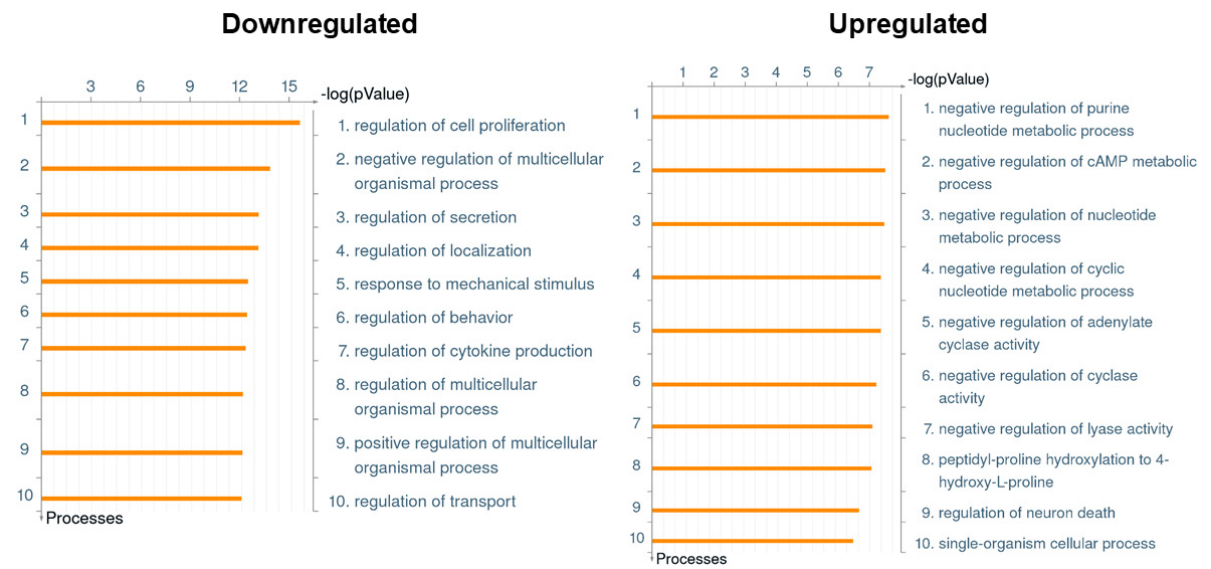 Downregulated
3 6 9 12 15
-log(pValue)
1
2
3
4
5
6
7
8
9
10
Processes
1. regulation of cell proliferation
2. negative regulation of multicellular
organismal process
3. regulation of secretion
4. regulation of localization
5. response to mechanical stimulus
6. regulation of behavior
7. regulation of cytokine production
8. regulation of multicellular
organismal process
9. positive regulation of multicellular
organismal process
10. regulation of transport
Upregulated
1 2 3 4 5 6 7
-log(pValue)
1
2
3
4
5
6
7
8
9
10
Processes
1. negative regulation of purine
nucleotide metabolic process
2. negative regulation of cAMP metabolic
process
3. negative regulation of nucleotide
metabolic process
4. negative regulation of cyclic
nucleotide metabolic process
5. negative regulation of adenylate
cyclase activity
6. negative regulation of cyclase
activity
7. negative regulation of lyase activity
8. peptidyl-proline hydroxylation to 4-
hydroxy-L-proline
9. regulation of neuron death
10. single-organism cellular process